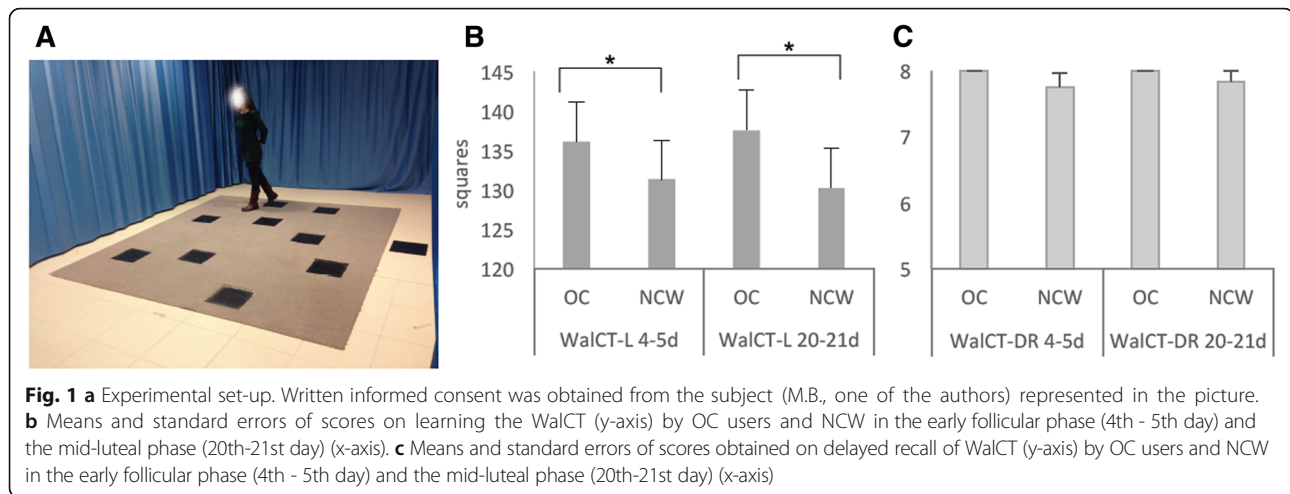 A
B
C
*
*
145
140
135
130
125
120
squares
OC
NCW
OC
NCW
WalCT-L 4-5d
WalCT-L 20-21d
8
7
6
5
OC
NCW
OC
NCW
WalCT-DR 4-5d
WalCT-DR 20-21d
Fig. 1 a Experimental set-up. Written informed consent was obtained from the subject (M.B., one of the authors) represented in the picture.
b Means and standard errors of scores on learning the WalCT (y-axis) by OC users and NCW in the early follicular phase (4th - 5th day) and
the mid-luteal phase (20th-21st day) (x-axis). c Means and standard errors of scores obtained on delayed recall of WalCT (y-axis) by OC users and NCW
in the early follicular phase (4th - 5th day) and the mid-luteal phase (20th-21st day) (x-axis)